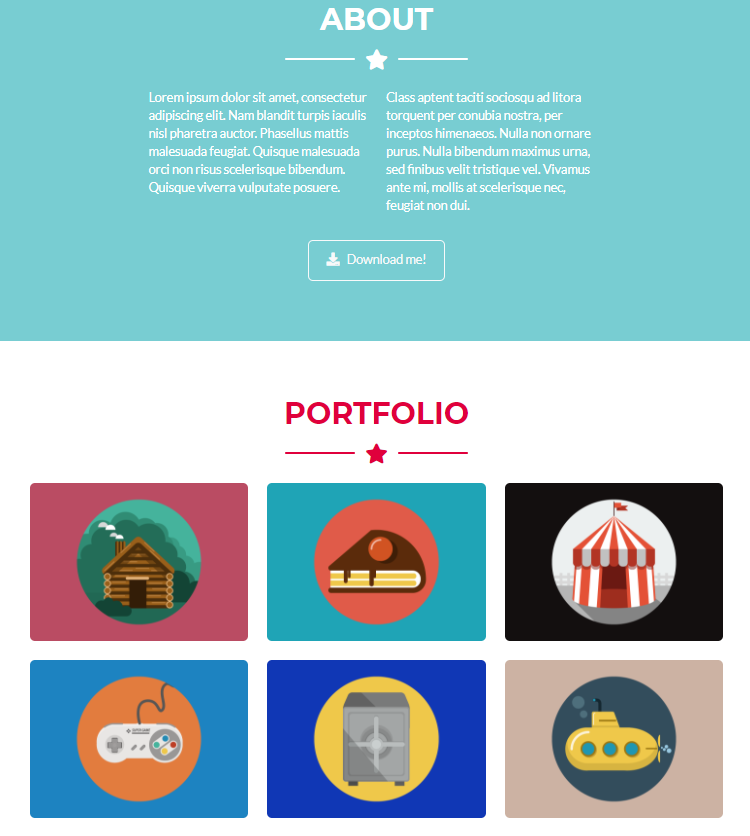 ABOUT
Lorem ipsum dolor sit amet, consectetur
adipiscing elit. Nam blandit turpis iaculis
nisl pharetra auctor. Phasellus mattis
malesuada feugiat. Quisque malesuada
orci non risus scelerisque bibendum.
Quisque viverra vulputate posuere.
Class aptent taciti sociosqu ad litora
torquent per conubia nostra, per
inceptos himenaeos. Nulla non ornare
purus. Nulla bibendum maximus urna,
sed finibus velit tristique vel. Vivamus
ante mi, mollis at scelerisque nec,
feugiat non dui.
Download me!
PORTFOLIO